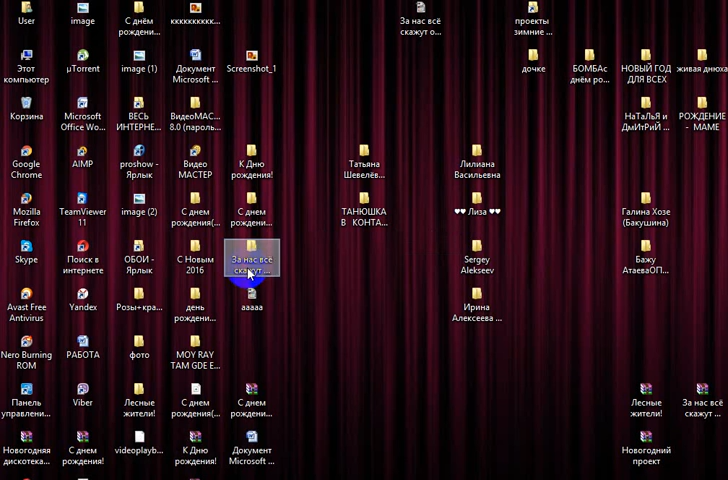 User
image
С днём
рождени...
кккккккккк...
За нас всё
скажут о...
проекты
зимние ...
Этот
компьютер
µTorrent
image (1)
Документ
Microsoft ...
Screenshot_1
дочке
БОМБАс
днём ро...
НОВЫЙ ГОД
ДЛЯ ВСЕХ
живая днюха
Корзина
Microsoft
Office Wo...
ВЕСЬ
ИНТЕРНЕ...
ВидеоМАС...
8.0 (пароль...
НаТаЛьЯ и
ДмИтРиЙ ...
РОЖДЕНИЕ
- МАМЕ
Google
Chrome
AIMP
proshow -
Ярлык
Видео
МАСТЕР
К Дню
рождения!
Татьяна
Шевелёв...
Лилиана
Васильевна
Mozilla
Firefox
TeamViewer
11
image (2)
С днем
рождения(...
С днем
рождени...
ТАНЮШКА
В КОНТА...
♥♥ Лиза ♥♥
Галина Хозе
(Бакушина)
Skype
Поиск в
интернете
ОБОИ -
Ярлык
С Новым
2016
За нас всё
скажут ...
Sergey
Alekseev
Бажу
АтаеваОП...
Avast Free
Antivirus
Yandex
Розы+кра...
день
рождени...
ааааа
Ирина
Алексеева ...
Nero Burning
ROM
РАБОТА
фото
MOY RAY
TAM GDE E...
Панель
управлени...
Viber
Лесные
жители!
С днем
рождения(...
С днем
рождени...
Лесные
жители!
За нас всё
скажут ...
Новогодняя
дискотека...
С днем
рождения!
videoplayb...
К Дню
рождения!
Документ
Microsoft ...
Новогодний
проект